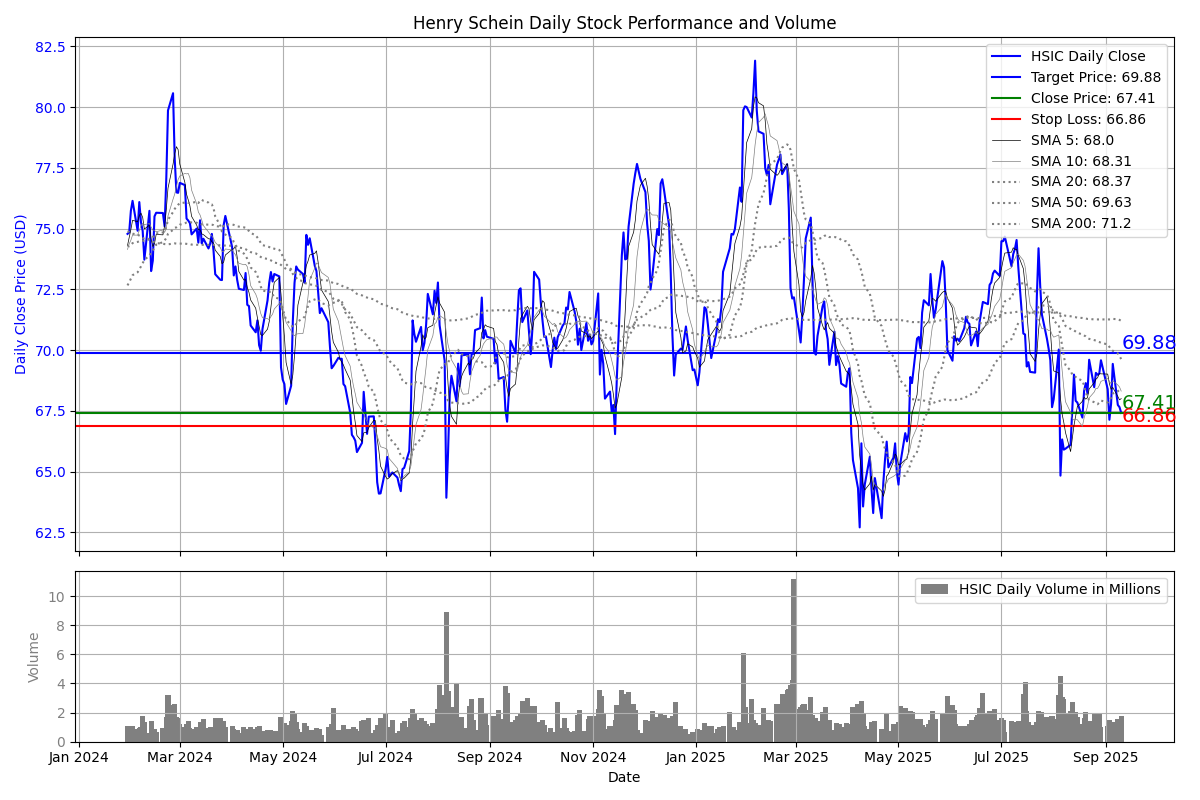 Henry Schein Daily Stock Performance and Volume
82.5
80.0
77.5
75.0
72.5
70.0
67.5
65.0
62.5
Daily Close Price (USD)
HSIC Daily Close
Target Price: 69.88
Close Price: 67.41
Stop Loss: 66.86
SMA 5: 68.0
SMA 10: 68.31
SMA 20: 68.37
SMA 50: 69.63
SMA 200: 71.2
69.88
67.41
66.86
10
8
6
4
2
0
Volume
HSIC Daily Volume in Millions
Jan 2024 Mar 2024 May 2024 Jul 2024 Sep 2024 Nov 2024 Jan 2025 Mar 2025 May 2025 Jul 2025 Sep 2025
Date